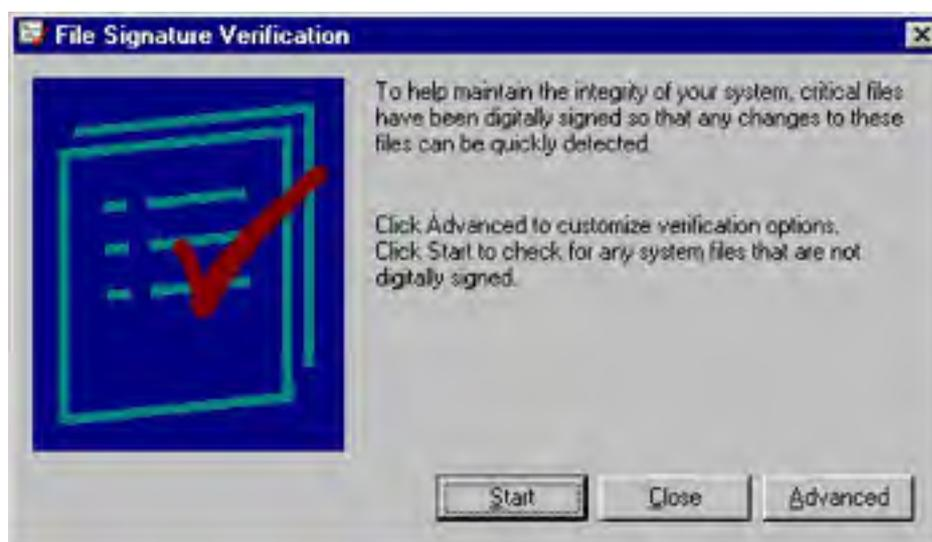 File Signature Verification
To help maintain the integrity of your system, critical files
have been digitally signed so that any changes to these
files can be quickly detected
Click Advanced to customize verification options.
Click Start to check for any system files that are not
digitally signed.
Start
Close
Advanced